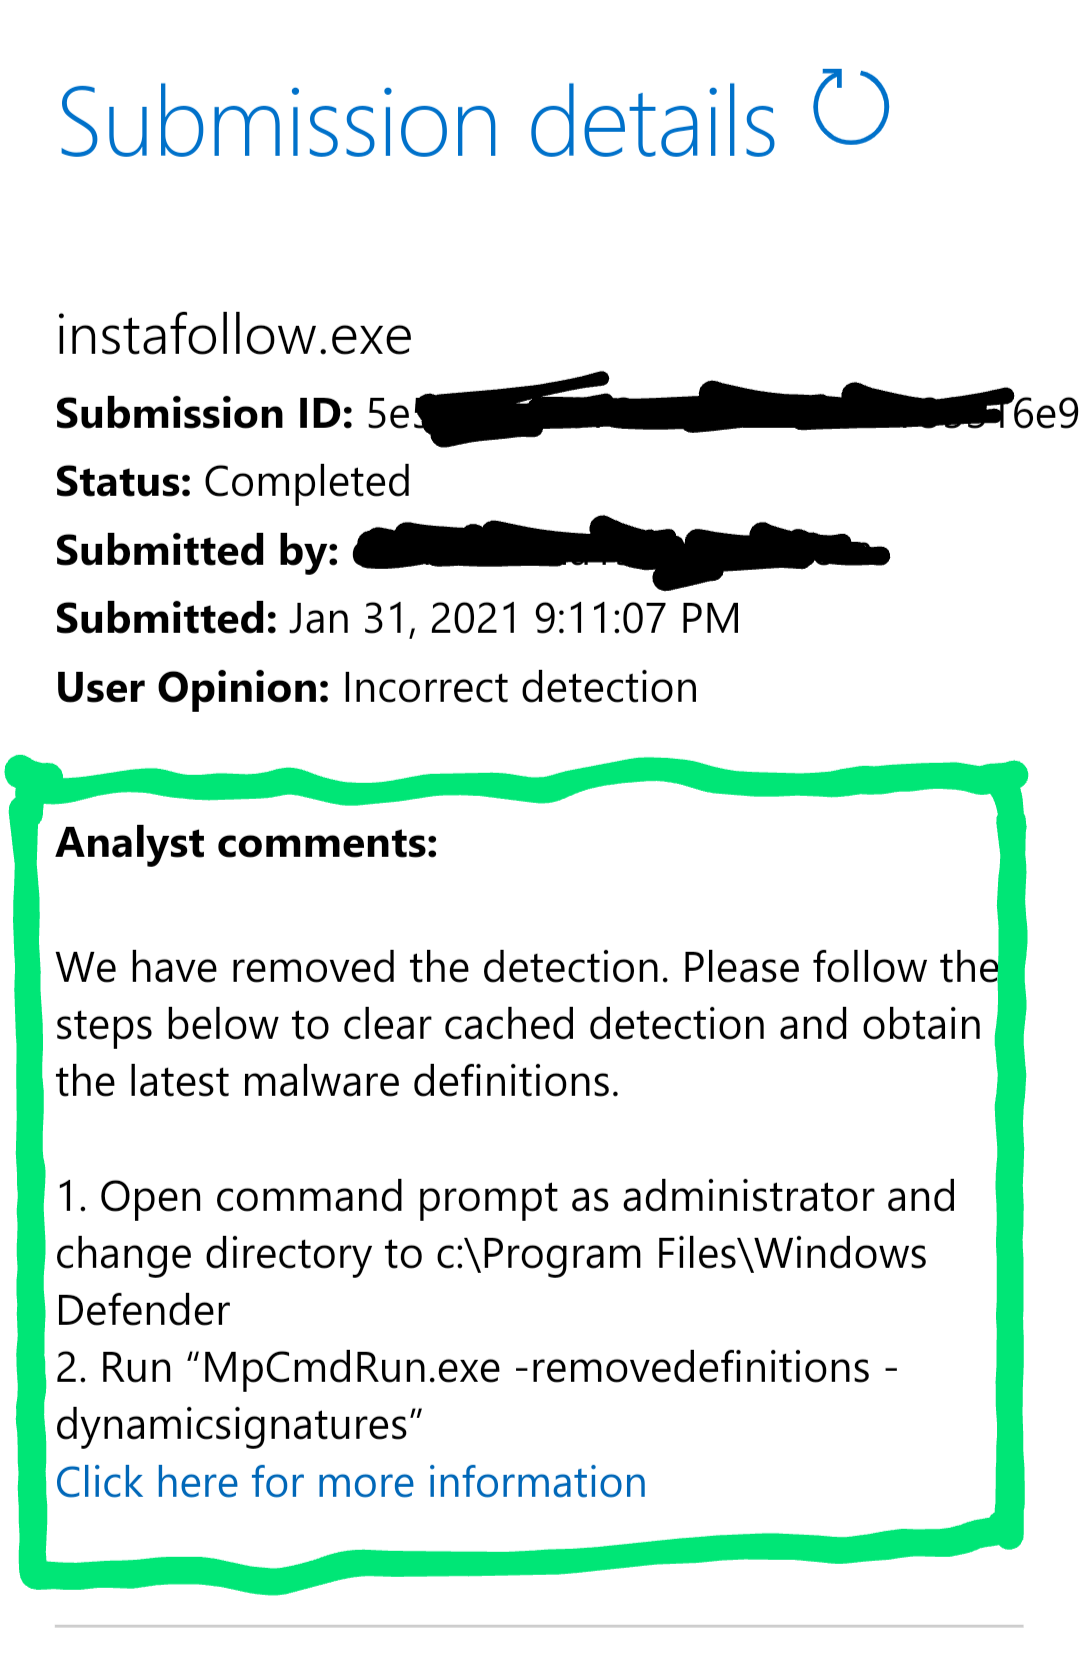 Submission details
instafollow.exe
Submission ID: 6e9
Status: Completed
Submitted by:
Submitted: Jan 31, 2021 9:11:07 PM
User Opinion: Incorrect detection
Analyst comments:
We have removed the detection. Please follow the
steps below to clear cached detection and obtain
the latest malware definitions.
1. Open command prompt as administrator and
change directory to c:\Program Files\Windows
Defender
2. Run “MpCmdRun.exe -removedefinitions -
dynamicsignatures”
Click here for more information